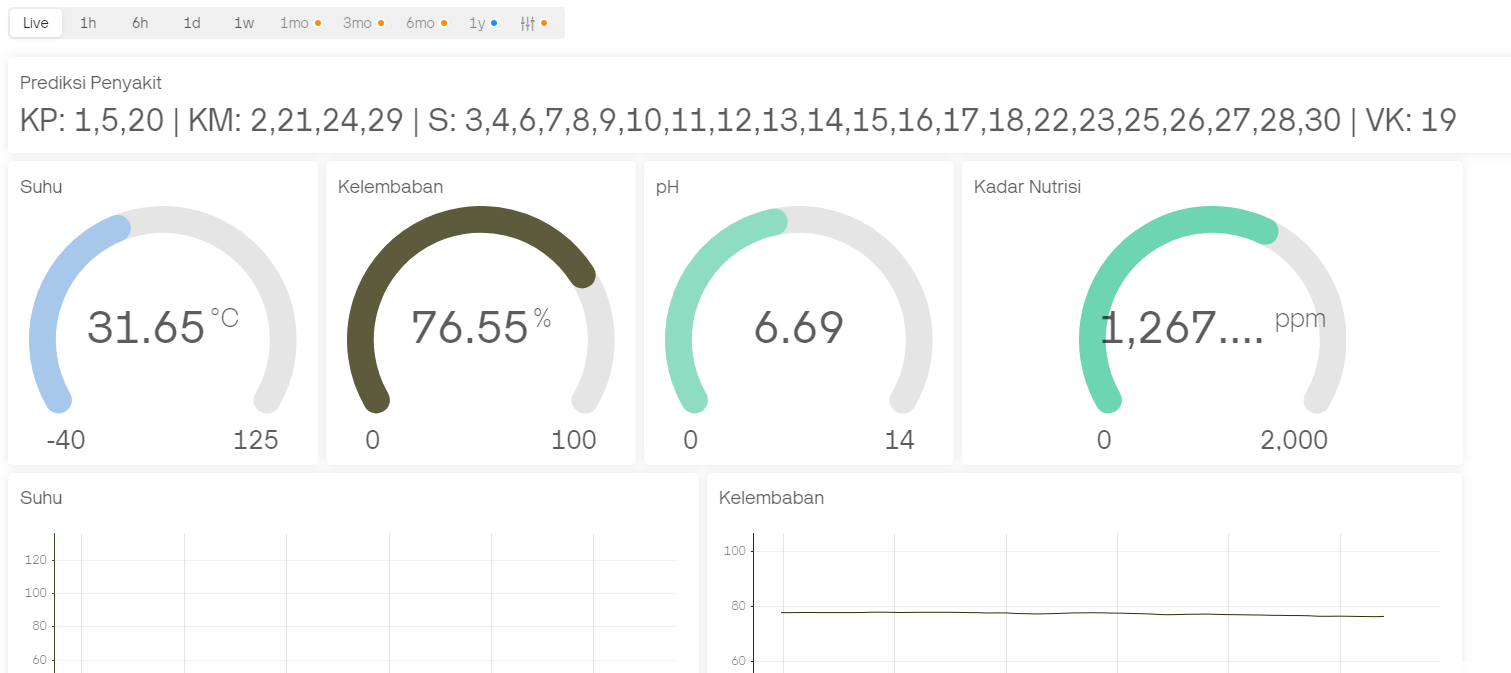 Live 1h 6h 1d 1w 1mo 3mo 6mo 1y
Prediksi Penyakit
KP: 1,5,20 | KM: 2,21,24,29 | S: 3,4,6,7,8,9,10,11,12,13,14,15,16,17,18,22,23,25,26,27,28,30 | VK: 19
Suhu
31.65 °C
-40 125
Kelembaban
76.55 %
0 100
pH
6.69
0 14
Kadar Nutrisi
1,267.... ppm
0 2,000
Suhu
120
100
80
60
Kelembaban
100
80
60